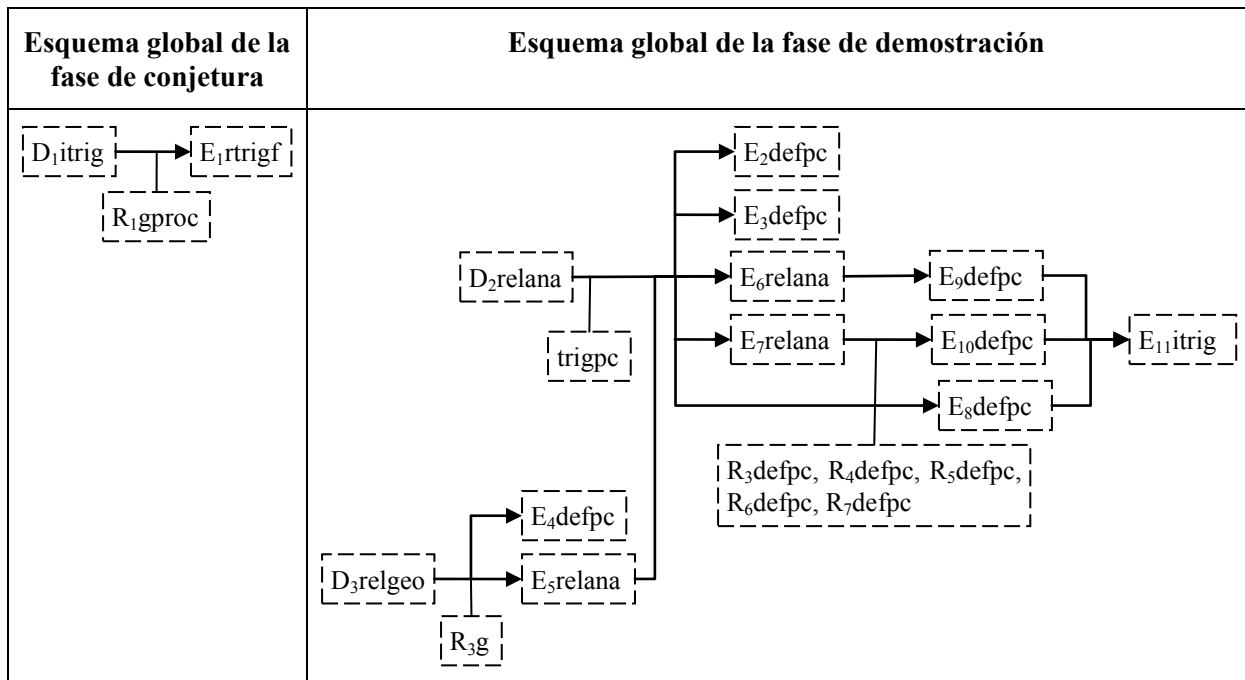 Esquema global de la
fase de conjetura
Esquema global de la fase de demostración
D₁itrig
E₁rtrigf
R₁gproc
E₂defpc
E₃defpc
D₂relana
E₆relana
E₉defpc
trigpc
E₇relana
E₁₀defpc
E₁₁itrig
E₈defpc
R₃defpc, R₄defpc, R₅defpc,
R₆defpc, R₇defpc
E₄defpc
D₃relgeo
E₅relana
R₃g